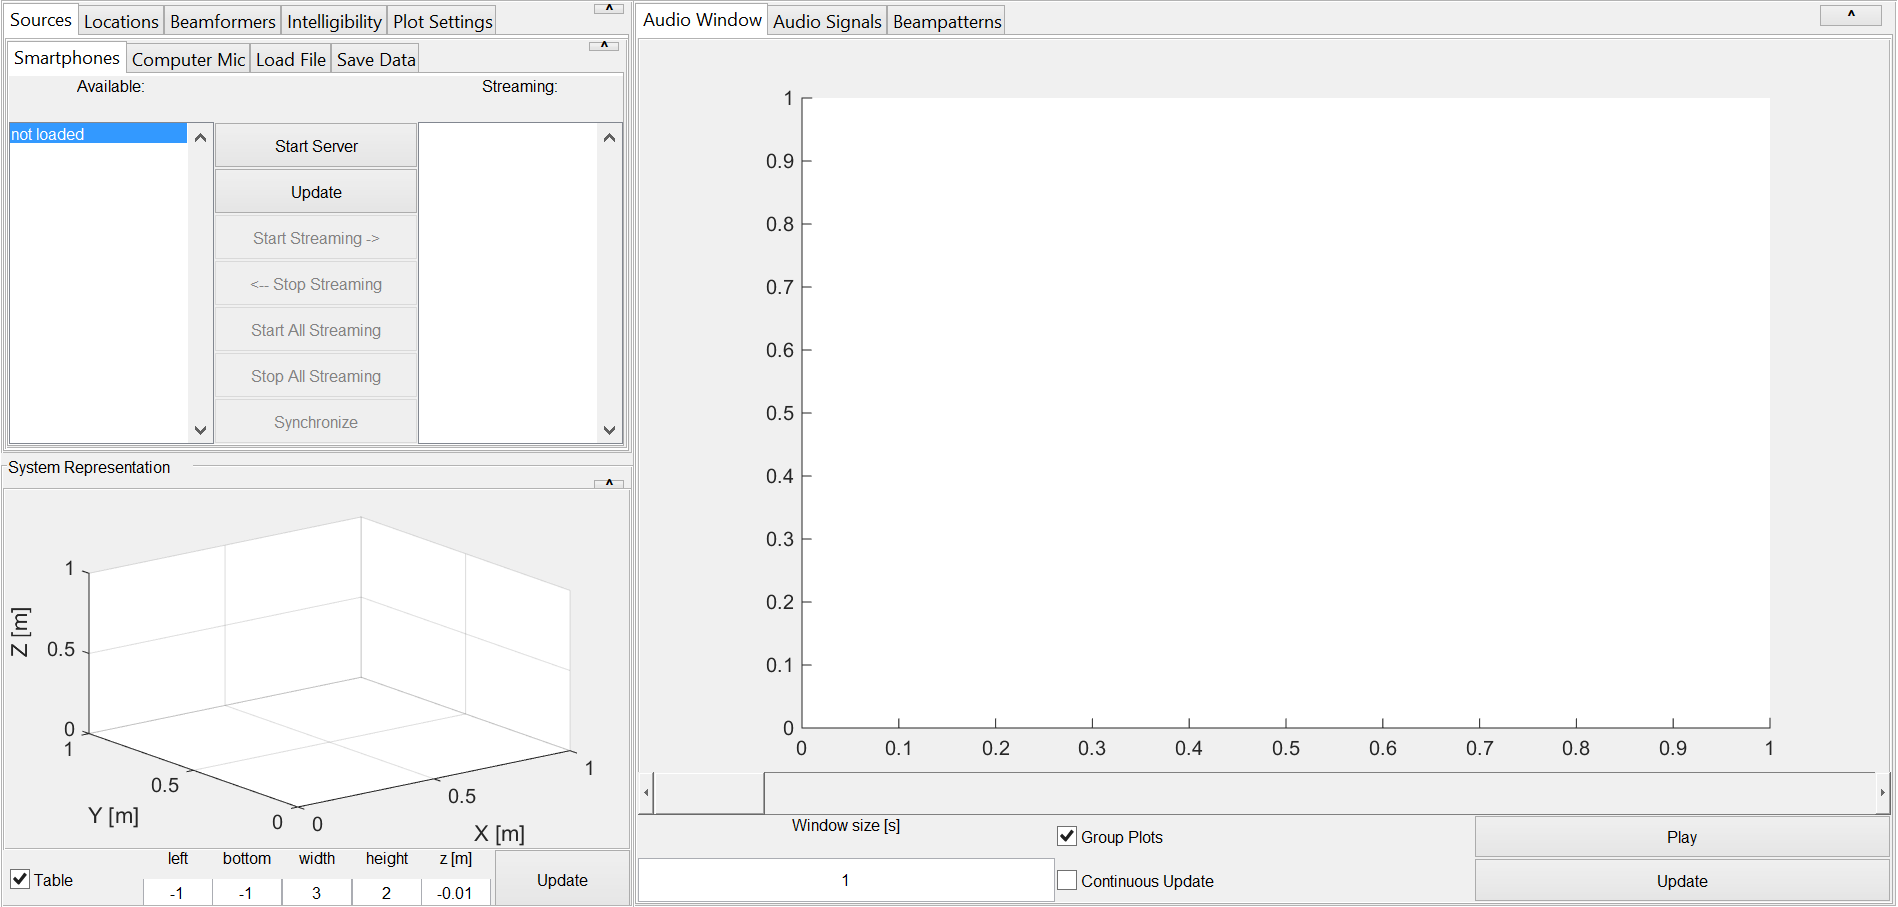 Sources Locations Beamformers Intelligibility Plot Settings ^
Smartphones Computer Mic Load File Save Data ^
Available: Streaming:
not loaded
Start Server
Update
Start Streaming ->
<-- Stop Streaming
Start All Streaming
Stop All Streaming
Synchronize
System Representation
^
1
0.5
0
Z [m]
1
0.5
0
Y [m]
0
0.5
1
X [m]
Table
left bottom width height z [m]
-1 -1 3 2 -0.01
Update
Audio Window Audio Signals Beampatterns ^
1
0.9
0.8
0.7
0.6
0.5
0.4
0.3
0.2
0.1
0
0 0.1 0.2 0.3 0.4 0.5 0.6 0.7 0.8 0.9 1
Window size [s]
1
Group Plots
Continuous Update
Play
Update